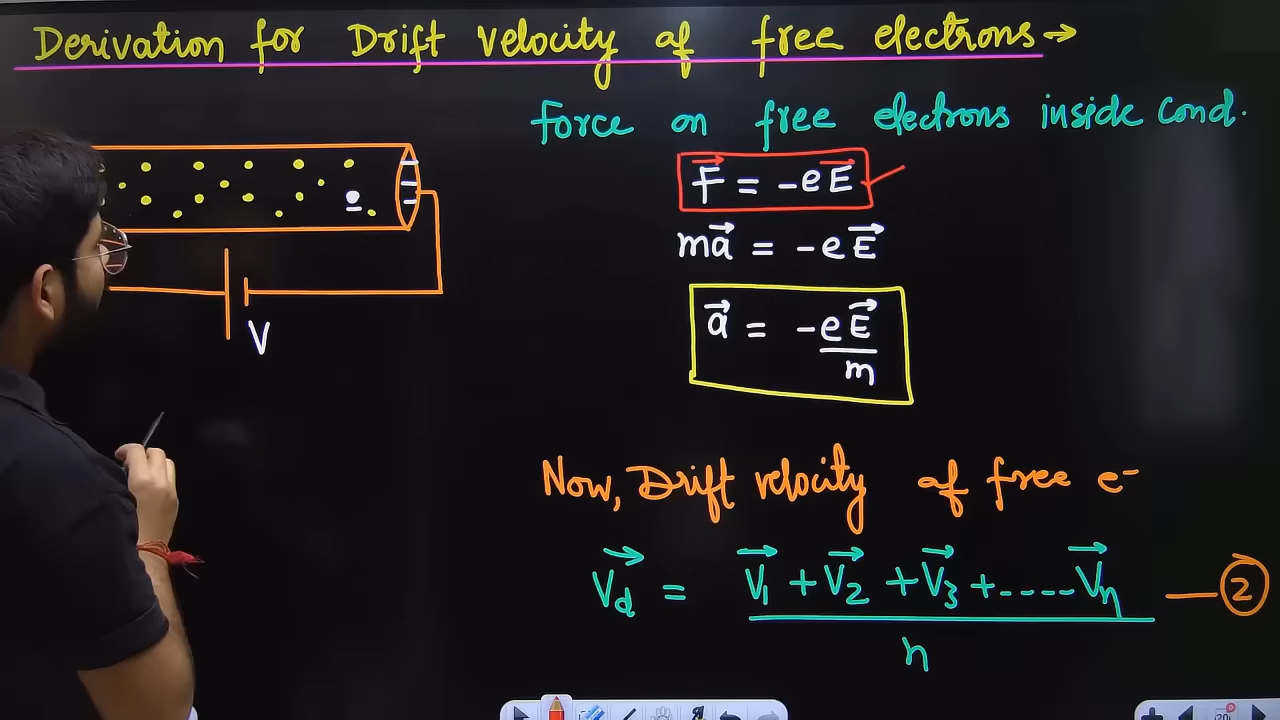 Derivation for Drift velocity of free electrons →
Force on free electrons inside cond.
F⃗ = -eE⃗
ma⃗ = -eE⃗
a⃗ = -eE⃗/m
V
Now, Drift velocity of free e⁻
V⃗d = V⃗1 + V⃗2 + V⃗3 + ---- V⃗n — ②
n